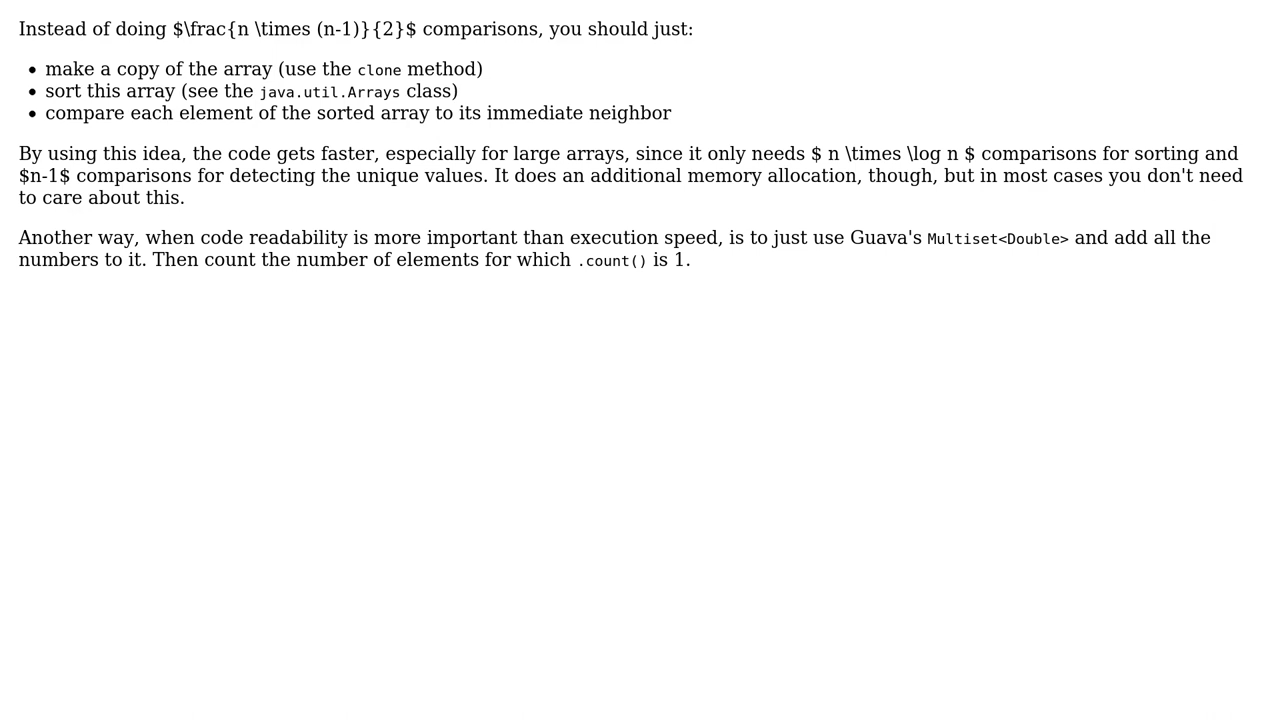 Instead of doing $\frac{n \times (n-1)}{2}$ comparisons, you should just:
• make a copy of the array (use the clone method)
• sort this array (see the java.util.Arrays class)
• compare each element of the sorted array to its immediate neighbor
By using this idea, the code gets faster, especially for large arrays, since it only needs $ n \times \log n $ comparisons for sorting and
$n-1$ comparisons for detecting the unique values. It does an additional memory allocation, though, but in most cases you don't need
to care about this.
Another way, when code readability is more important than execution speed, is to just use Guava's Multiset<Double> and add all the
numbers to it. Then count the number of elements for which .count() is 1.